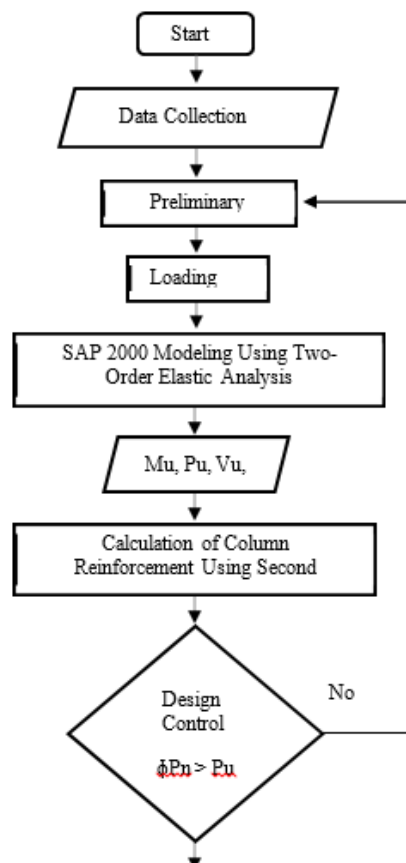 Start
Data Collection
Preliminary
Loading
SAP 2000 Modeling Using Two-
Order Elastic Analysis
Mu, Pu, Vu,
Calculation of Column
Reinforcement Using Second
No
Design
Control
ϕPn > Pu